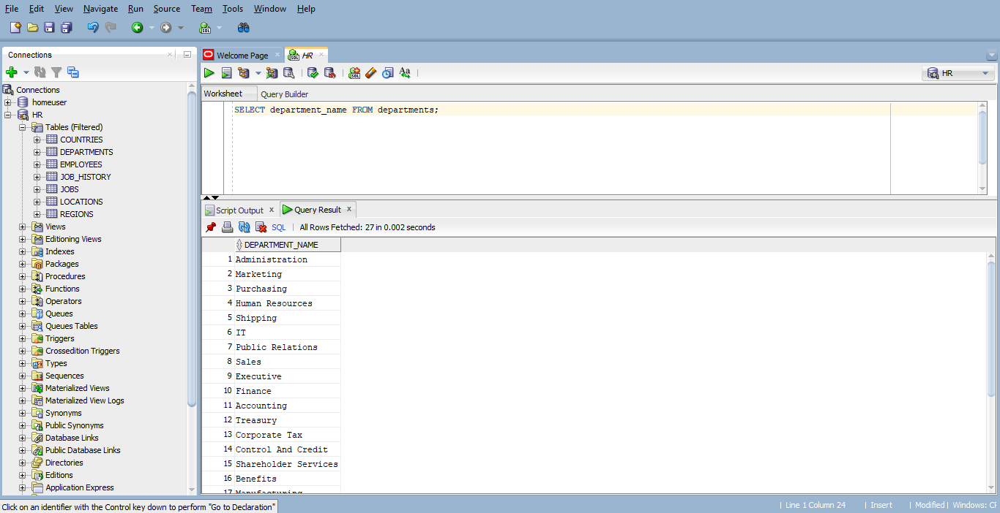 File Edit View Navigate Run Source Team Tools Window Help
Connections
Connections
homeuser
HR
Tables (Filtered)
COUNTRIES
DEPARTMENTS
EMPLOYEES
JOB_HISTORY
JOBS
LOCATIONS
REGIONS
Views
Editioning Views
Indexes
Packages
Procedures
Functions
Operators
Queues
Queues Tables
Triggers
Crossedition Triggers
Types
Sequences
Materialized Views
Materialized View Logs
Synonyms
Public Synonyms
Database Links
Public Database Links
Directories
Editions
Application Express
Welcome Page HR
HR
Worksheet Query Builder
SELECT department_name FROM departments;
Script Output x Query Result x
SQL | All Rows Fetched: 27 in 0.002 seconds
DEPARTMENT_NAME
1 Administration
2 Marketing
3 Purchasing
4 Human Resources
5 Shipping
6 IT
7 Public Relations
8 Sales
9 Executive
10 Finance
11 Accounting
12 Treasury
13 Corporate Tax
14 Control And Credit
15 Shareholder Services
16 Benefits
17 Manufacturing
Click on an identifier with the Control key down to perform "Go to Declaration"
| Line 1 Column 24 | Insert | Modified | Windows: CF